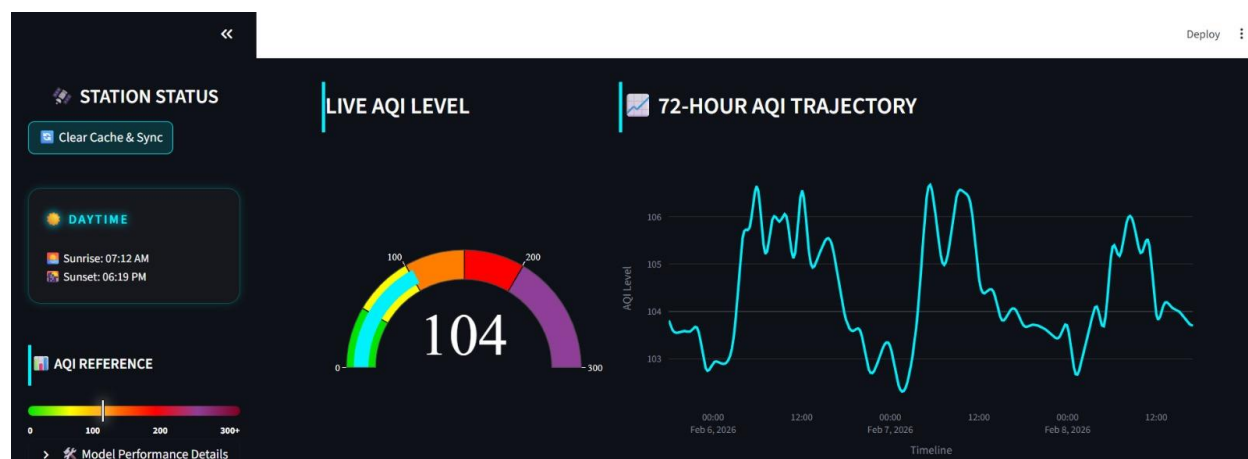 Deploy
STATION STATUS
Clear Cache & Sync
DAYTIME
Sunrise: 07:12 AM
Sunset: 06:19 PM
AQI REFERENCE
0 100 200 300+
Model Performance Details
LIVE AQI LEVEL
100
200
104
0
300
72-HOUR AQI TRAJECTORY
AQI Level
106
105
104
103
00:00 12:00 00:00 12:00 00:00 12:00
Feb 6, 2026 Feb 7, 2026 Feb 8, 2026
Timeline